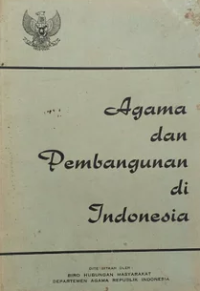 Agama
dan
Pembangunan
di
Indonesia
BIRO HUBUNGAN MASYARAKAT
DEPARTEMEN AGAMA REPUBLIK INDONESIA